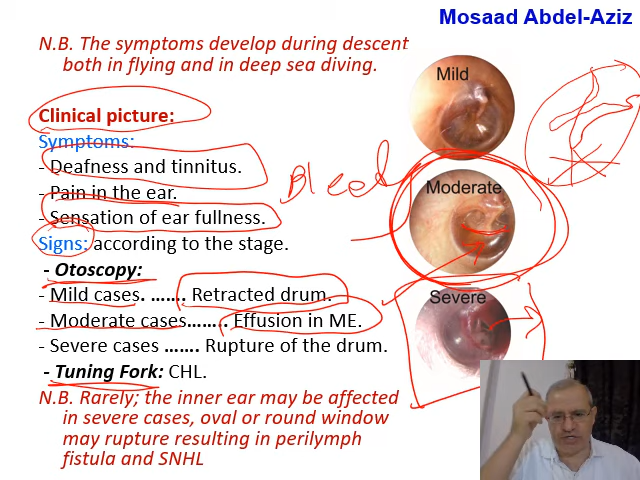 Mosaad Abdel-Aziz
N.B. The symptoms develop during descent
both in flying and in deep sea diving.
Clinical picture:
Symptoms:
- Deafness and tinnitus.
- Pain in the ear.
- Sensation of ear fullness.
Signs: according to the stage.
- Otoscopy:
- Mild cases. ....... Retracted drum.
- Moderate cases........ Effusion in ME.
- Severe cases ....... Rupture of the drum.
- Tuning Fork: CHL.
N.B. Rarely; the inner ear may be affected
in severe cases, oval or round window
may rupture resulting in perilymph
fistula and SNHL
Mild
Blood
Moderate
Severe